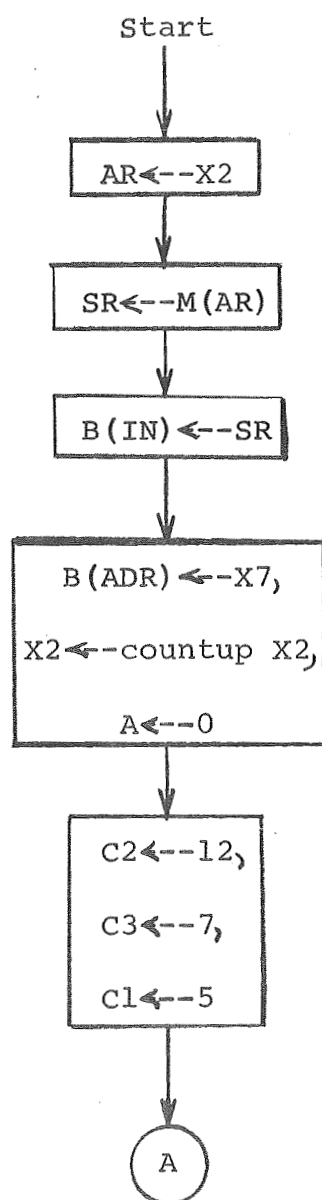 Start
AR<--X2
SR<--M(AR)
B(IN)<--SR
B(ADR)<--X7,
X2<--countup X2,
A<--0
C2<--12,
C3<--7,
C1<--5
A